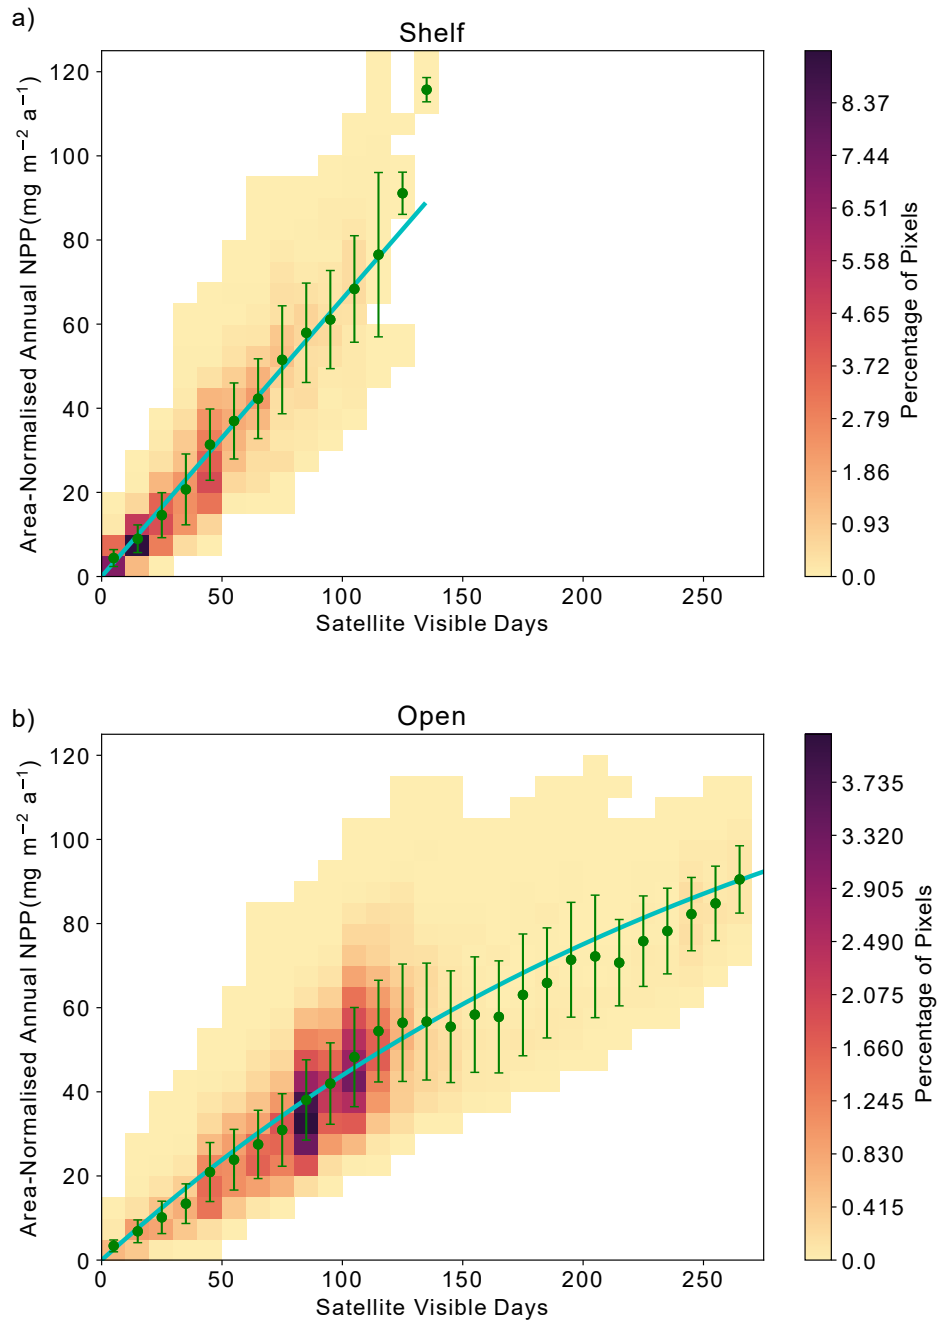 a)
Shelf
Area-Normalised Annual NPP(mg m⁻² a⁻¹)
120
100
80
60
40
20
0
0 50 100 150 200 250
Satellite Visible Days
8.37
7.44
6.51
5.58
4.65
3.72
2.79
1.86
0.93
0.0
Percentage of Pixels
b)
Open
Area-Normalised Annual NPP(mg m⁻² a⁻¹)
120
100
80
60
40
20
0
0 50 100 150 200 250
Satellite Visible Days
3.735
3.320
2.905
2.490
2.075
1.660
1.245
0.830
0.415
0.0
Percentage of Pixels